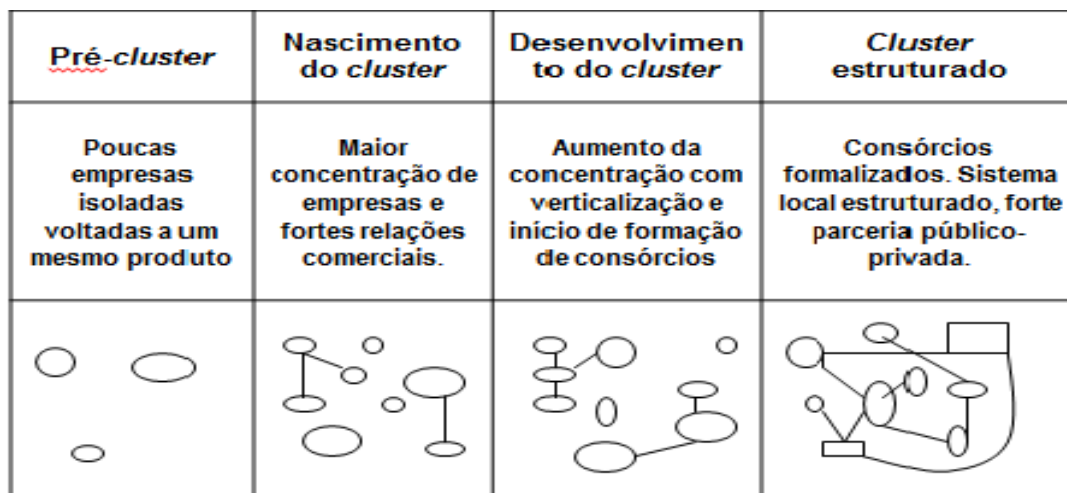 Pré-cluster
Nascimento
do cluster
Desenvolvimen
to do cluster
Cluster
estruturado
Poucas
empresas
isoladas
voltadas a um
mesmo produto
Maior
concentração de
empresas e
fortes relações
comerciais.
Aumento da
concentração com
verticalização e
início de formação
de consórcios
Consórcios
formalizados. Sistema
local estruturado, forte
parceria público-
privada.